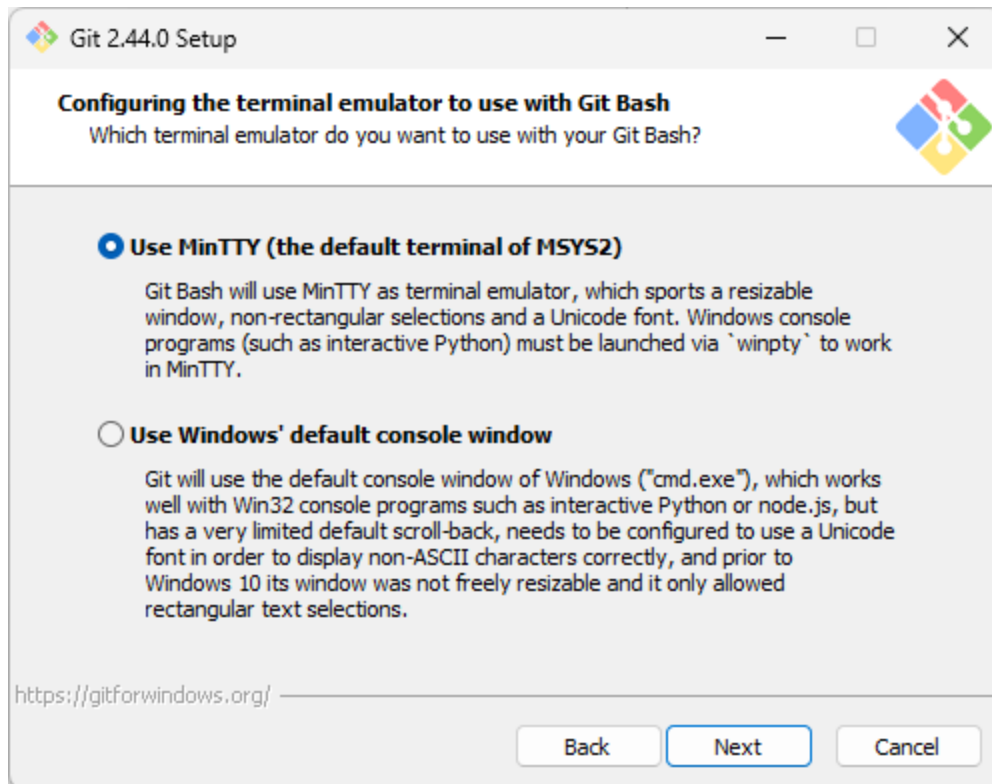 Git 2.44.0 Setup
Configuring the terminal emulator to use with Git Bash
Which terminal emulator do you want to use with your Git Bash?
Use MinTTY (the default terminal of MSYS2)
Git Bash will use MinTTY as terminal emulator, which sports a resizable
window, non-rectangular selections and a Unicode font. Windows console
programs (such as interactive Python) must be launched via `winpty` to work
in MinTTY.
Use Windows' default console window
Git will use the default console window of Windows ("cmd.exe"), which works
well with Win32 console programs such as interactive Python or node.js, but
has a very limited default scroll-back, needs to be configured to use a Unicode
font in order to display non-ASCII characters correctly, and prior to
Windows 10 its window was not freely resizable and it only allowed
rectangular text selections.
https://gitforwindows.org/
Back Next Cancel